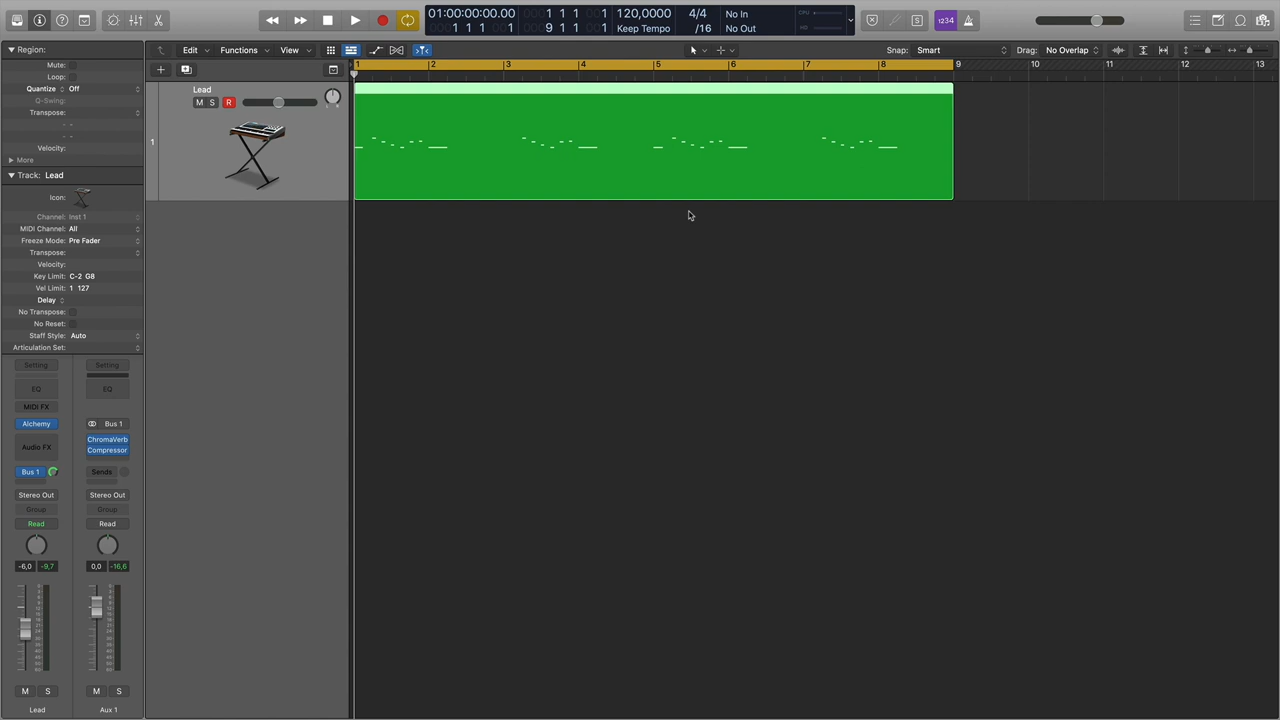 01:00:00:00.00
1 1 1 1
1 1 1 1
9 1 1 1
120,0000
Keep Tempo
4/4
/16
No In
No Out
CPU
HD
S
1234
Region:
Mute:
Loop:
Quantize Off
Q-Swing:
Transpose:
Velocity:
More
Track: Lead
Icon:
Channel: Inst 1
MIDI Channel: All
Freeze Mode: Pre Fader
Transpose:
Velocity:
Key Limit: C-2 G8
Vel Limit: 1 127
Delay
No Transpose:
No Reset:
Staff Style: Auto
Articulation Set:
Edit Functions View
Snap: Smart
Drag: No Overlap
1 2 3 4 5 6 7 8 9 10 11 12 13
1
Lead
M S R
Setting Setting
EQ EQ
MIDI FX
Alchemy Bus 1
Audio FX ChromaVerb
Compressor
Bus 1 Sends
Stereo Out Stereo Out
Group Group
Read Read
-6,0 -9,7 0,0 -16,6
M S M S
Lead Aux 1